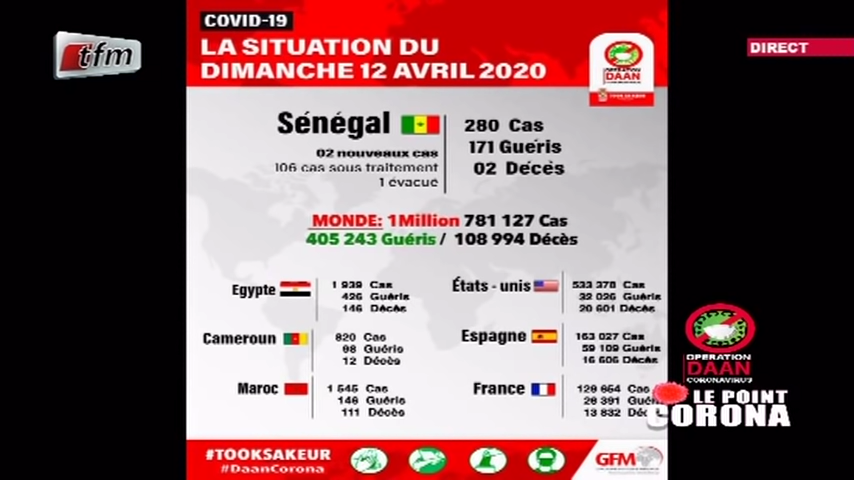 tfm
DIRECT
COVID-19
LA SITUATION DU
DIMANCHE 12 AVRIL 2020
OPERATION
DAAN
Sénégal
02 nouveaux cas
106 cas sous traitement
1 évacué
280 Cas
171 Guéris
02 Décès
MONDE: 1Million 781 127 Cas
405 243 Guéris / 108 994 Décès
Egypte
1 939 Cas
426 Guéris
146 Décès
États - unis
533 378 Cas
32 026 Guéris
20 601 Décès
Cameroun
820 Cas
98 Guéris
12 Décès
Espagne
163 027 Cas
59 109 Guéris
16 606 Décès
Maroc
1 545 Cas
146 Guéris
111 Décès
France
129 654 Cas
26 391
13 832
OPERATION
DAAN
CORONAVIRUS
LE POINT
CORONA
#TOOKSAKEUR
#DaanCorona
GFM